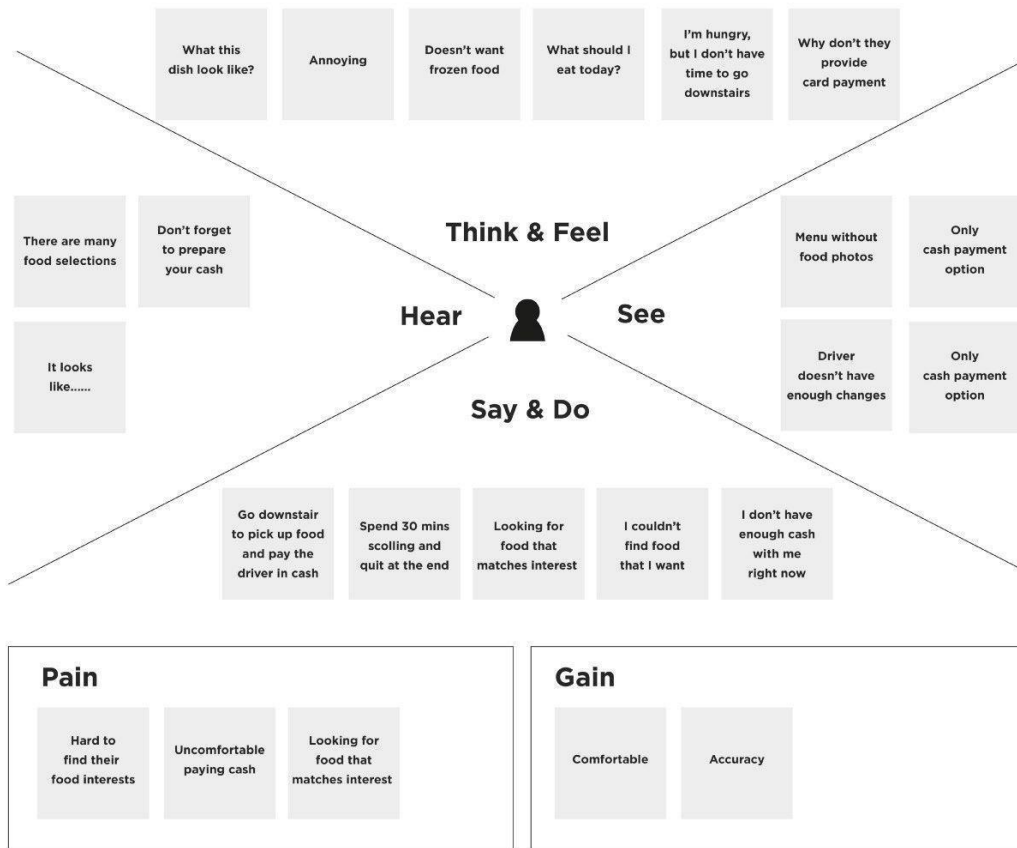 What this
dish look like?
Annoying
Doesn't want
frozen food
What should I
eat today?
I'm hungry,
but I don't have
time to go
downstairs
Why don't they
provide
card payment
Think & Feel
There are many
food selections
Don't forget
to prepare
your cash
It looks
like......
Hear
See
Menu without
food photos
Only
cash payment
option
Driver
doesn't have
enough changes
Only
cash payment
option
Say & Do
Go downstair
to pick up food
and pay the
driver in cash
Spend 30 mins
scolling and
quit at the end
Looking for
food that
matches interest
I couldn't
find food
that I want
I don't have
enough cash
with me
right now
Pain
Hard to
find their
food interests
Uncomfortable
paying cash
Looking for
food that
matches interest
Gain
Comfortable
Accuracy